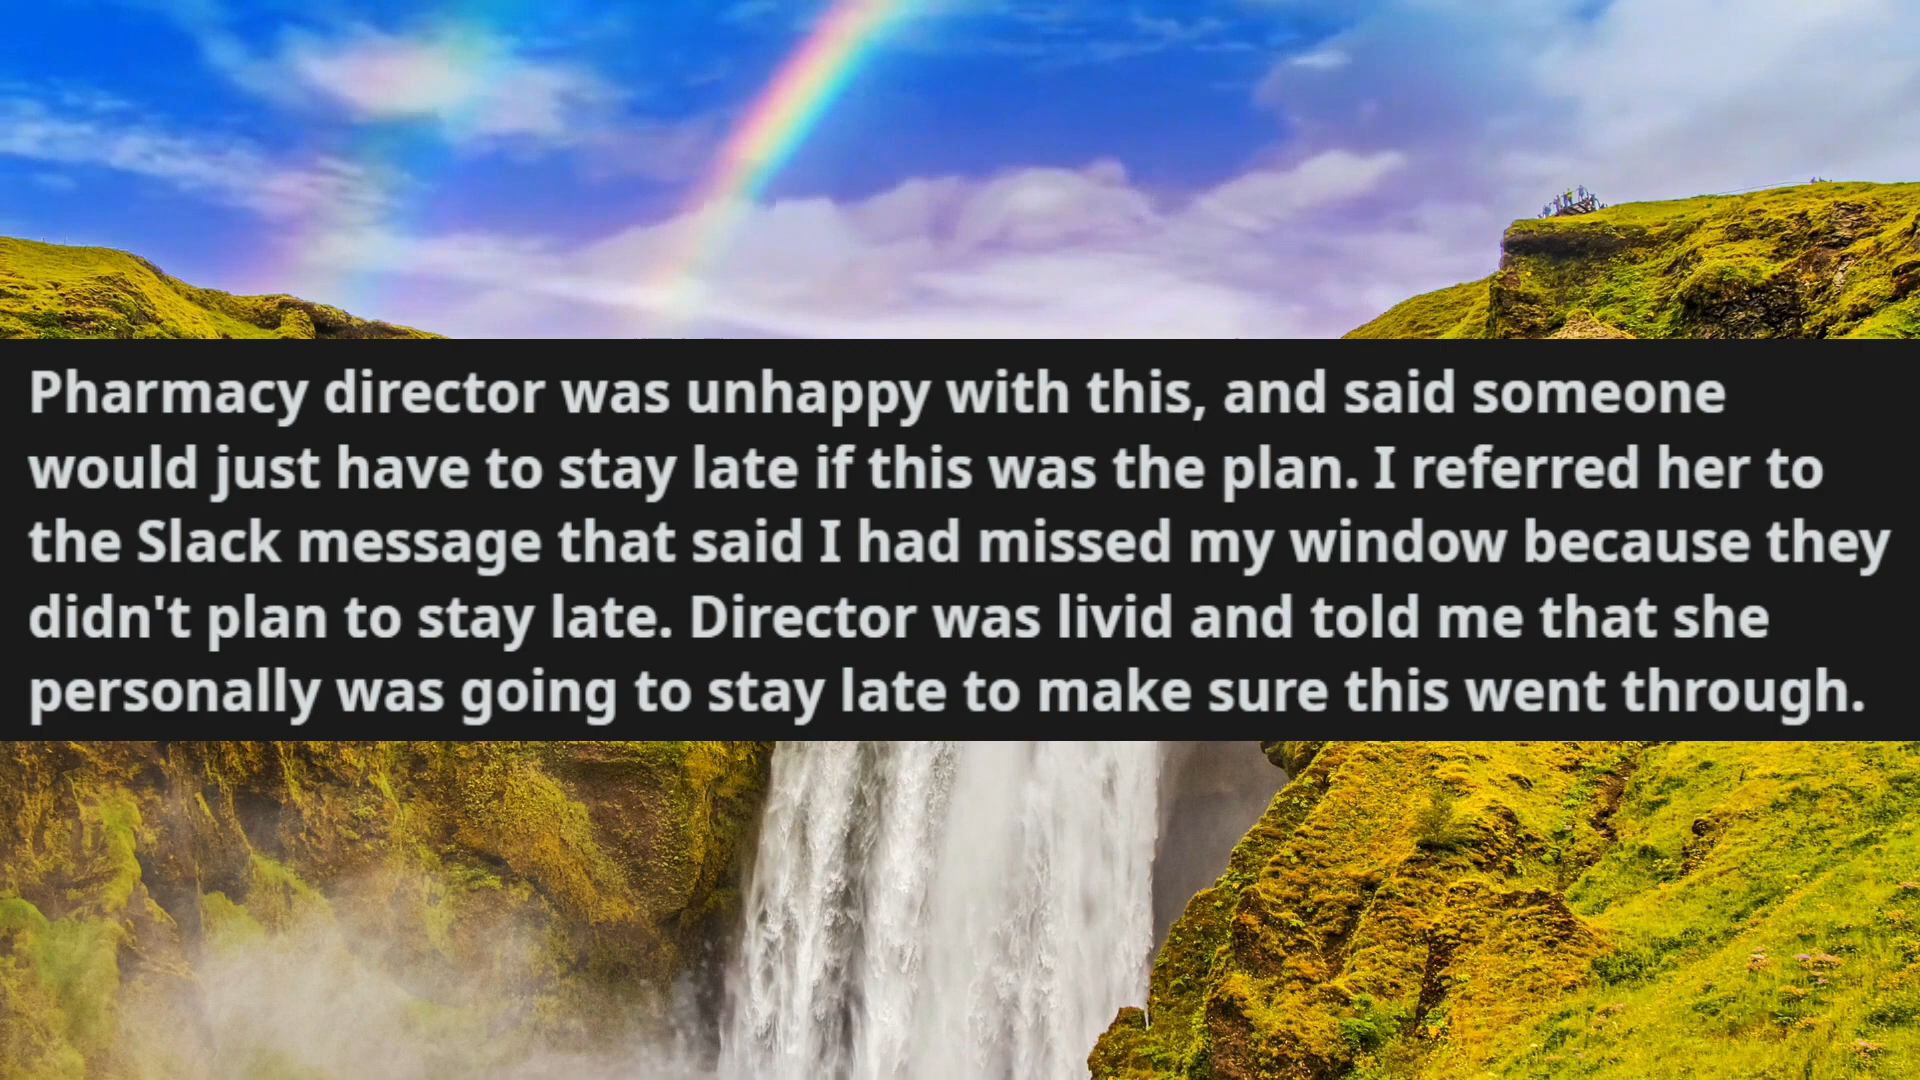 Pharmacy director was unhappy with this, and said someone
would just have to stay late if this was the plan. I referred her to
the Slack message that said I had missed my window because they
didn't plan to stay late. Director was livid and told me that she
personally was going to stay late to make sure this went through.